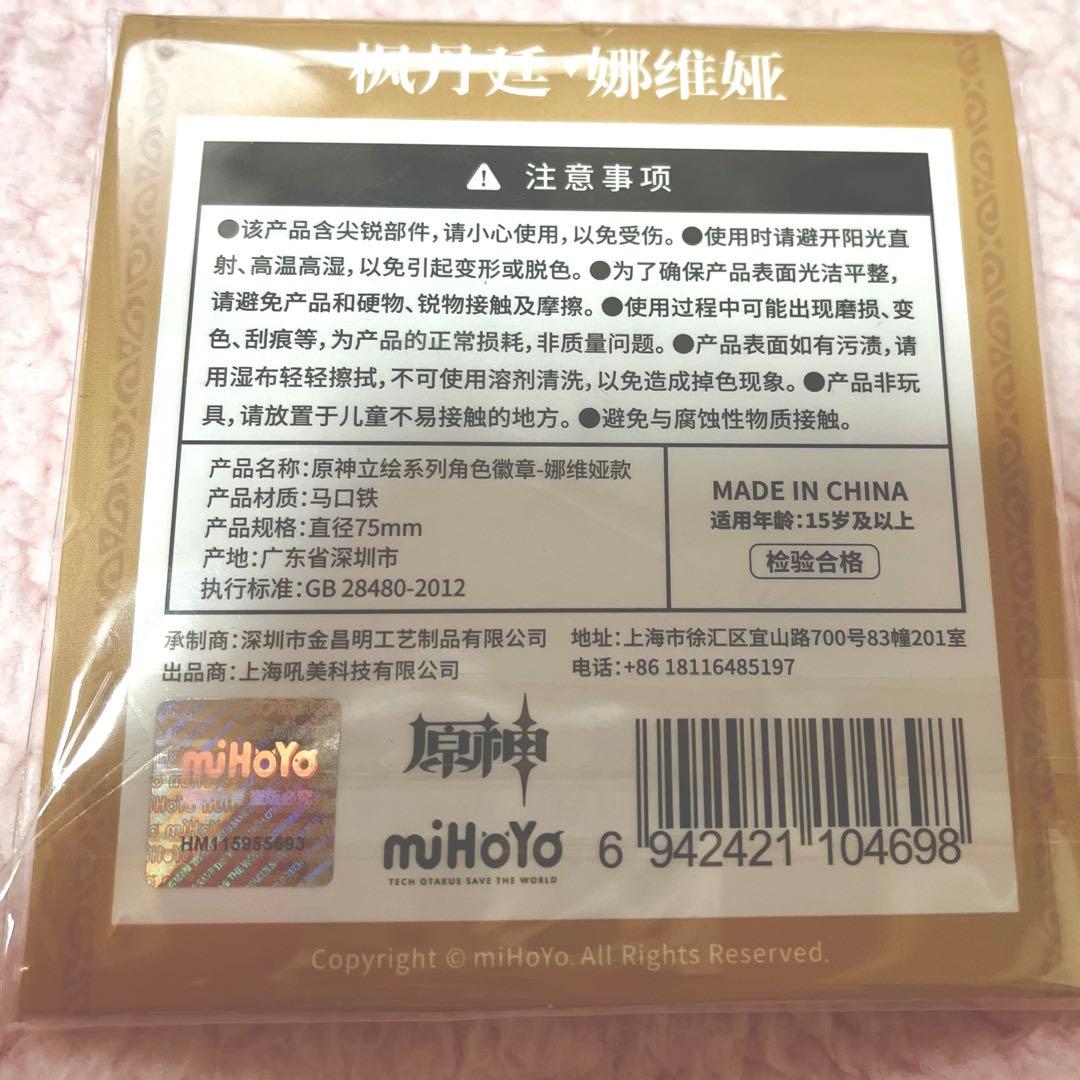 枫丹廷·娜维娅
注意事项
●该产品含尖锐部件,请小心使用,以免受伤。●使用时请避开阳光直
射、高温高湿,以免引起变形或脱色。●为了确保产品表面光洁平整,
请避免产品和硬物、锐物接触及摩擦。●使用过程中可能出现磨损、变
色、刮痕等,为产品的正常损耗,非质量问题。●产品表面如有污渍,请
用湿布轻轻擦拭,不可使用溶剂清洗,以免造成掉色现象。●产品非玩
具,请放置于儿童不易接触的地方。●避免与腐蚀性物质接触。
产品名称:原神立绘系列角色徽章-娜维娅款
产品材质:马口铁
产品规格:直径75mm
产地:广东省深圳市
执行标准:GB 28480-2012
MADE IN CHINA
适用年龄:15岁及以上
检验合格
承制商:深圳市金昌明工艺制品有限公司
出品商:上海吼美科技有限公司
地址:上海市徐汇区宜山路700号83幢201室
电话:+86 18116485197
miHoYo
盗版必究
HM115955693
原神
miHoYo
TECH OTAKUS SAVE THE WORLD
6 942421 104698
Copyright © miHoYo. All Rights Reserved.